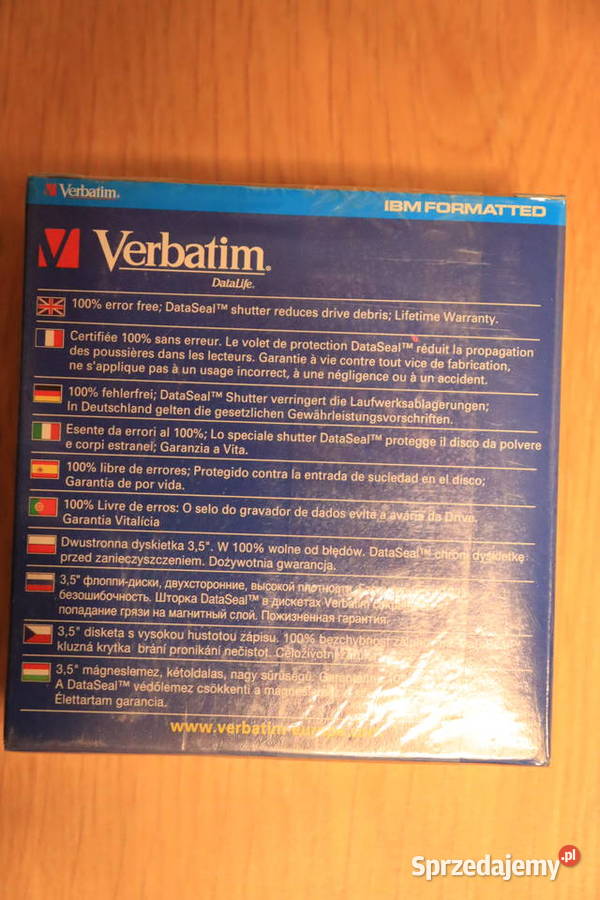 Verbatim.
IBM FORMATTED
Verbatim.
DataLife.
100% error free; DataSeal™ shutter reduces drive debris; Lifetime Warranty.
Certifiée 100% sans erreur. Le volet de protection DataSeal™ réduit la propagation
des poussières dans les lecteurs. Garantie à vie contre tout vice de fabrication,
ne s'applique pas à un usage incorrect, à une négligence ou à un accident.
100% fehlerfrei; DataSeal™ Shutter verringert die Laufwerksablagerungen;
In Deutschland gelten die gesetzlichen Gewährleistungsvorschriften.
Esente da errori al 100%; Lo speciale shutter DataSeal™ protegge il disco da polvere
e corpi estranei; Garanzia a Vita.
100% libre de errores; Protegido contra la entrada de suciedad en el disco;
Garantía de por vida.
100% Livre de erros: O selo do gravador de dados evita a avaria da Drive.
Garantia Vitalícia
Dwustronna dyskietka 3,5". W 100% wolne od błędów. DataSeal™ chroni dyskietkę
przed zanieczyszczeniem. Dożywotnia gwarancja.
3,5" флоппи-диски, двухсторонние, высокой плотности.
безошибочность. Шторка DataSeal™ в дискетах Verbatim
попадание грязи на магнитный слой. Пожизненная гарантия.
3,5" disketa s vysokou hustotou zápisu. 100% bezchybnost
kluzná krytka brání pronikání nečistot. Celoživotní
3,5" mágneslemez, kétoldalas, nagy sűrűségű.
A DataSeal™ védőlemez csökkenti a mágneslemez
Élettartam garancia.
www.verbatim-europe.com
Sprzedajemy.pl